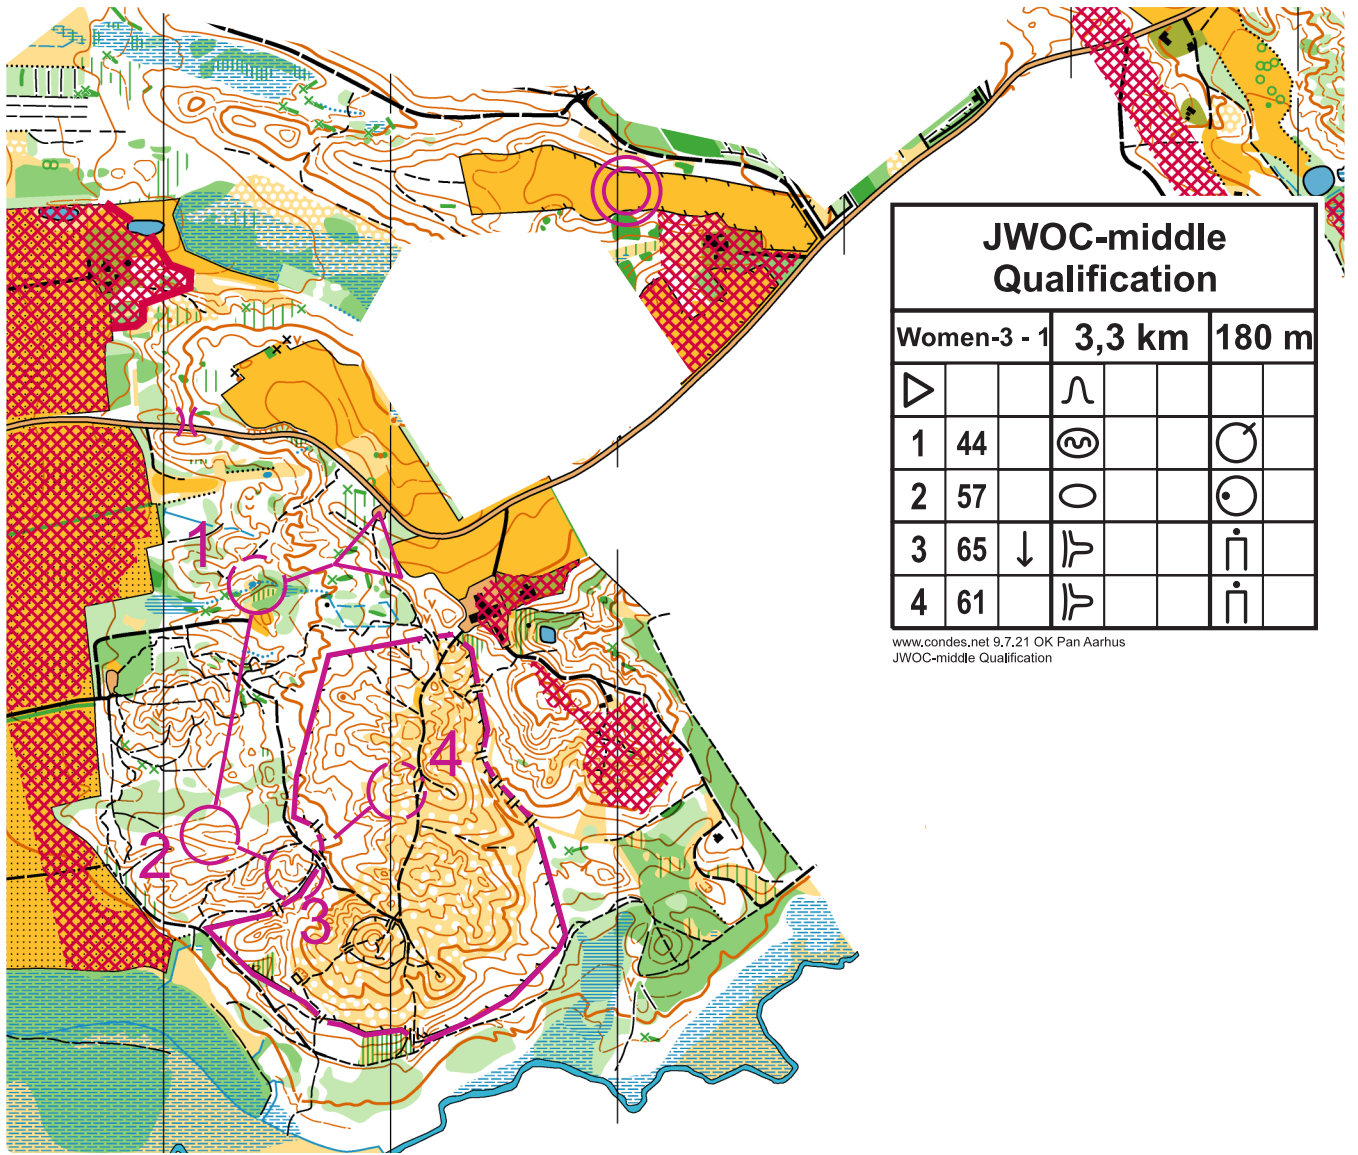 JWOC-middle
Qualification
Women-3 - 1 3,3 km 180 m
1 44
2 57
3 65
4 61
www.condes.net 9.7.21 OK Pan Aarhus
JWOC-middle Qualification
1
4
2
3